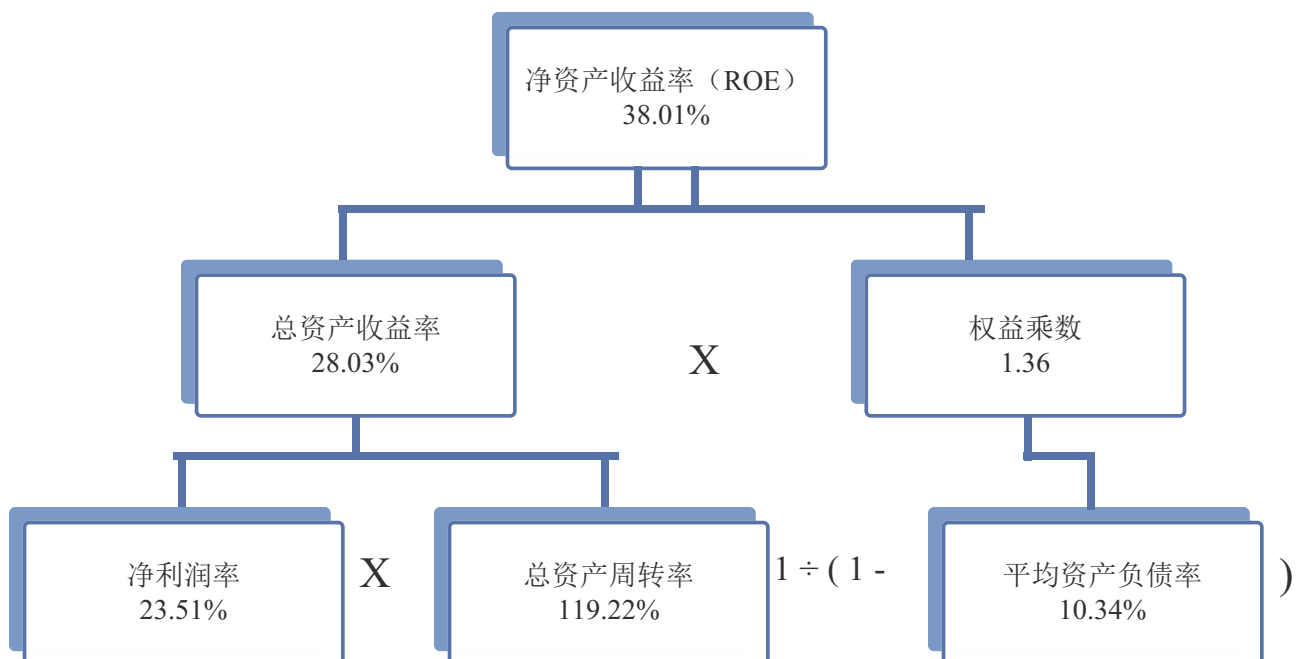 净资产收益率（ROE）
38.01%
总资产收益率
28.03%
X
权益乘数
1.36
净利润率
23.51%
X
总资产周转率
119.22%
1 ÷ ( 1 -
平均资产负债率
10.34%
)